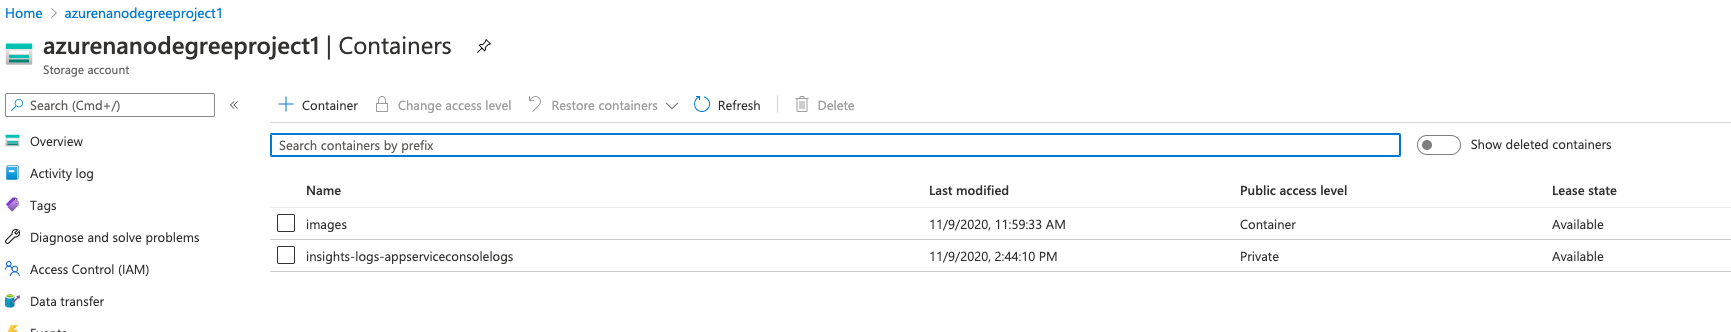 Home > azurenanodegreeproject1
azurenanodegreeproject1 | Containers
Storage account
Search (Cmd+/)
«
Container
Change access level
Restore containers
Refresh
Delete
Search containers by prefix
Show deleted containers
Name Last modified Public access level Lease state
images 11/9/2020, 11:59:33 AM Container Available
insights-logs-appserviceconsolelogs 11/9/2020, 2:44:10 PM Private Available
Overview
Activity log
Tags
Diagnose and solve problems
Access Control (IAM)
Data transfer
Events